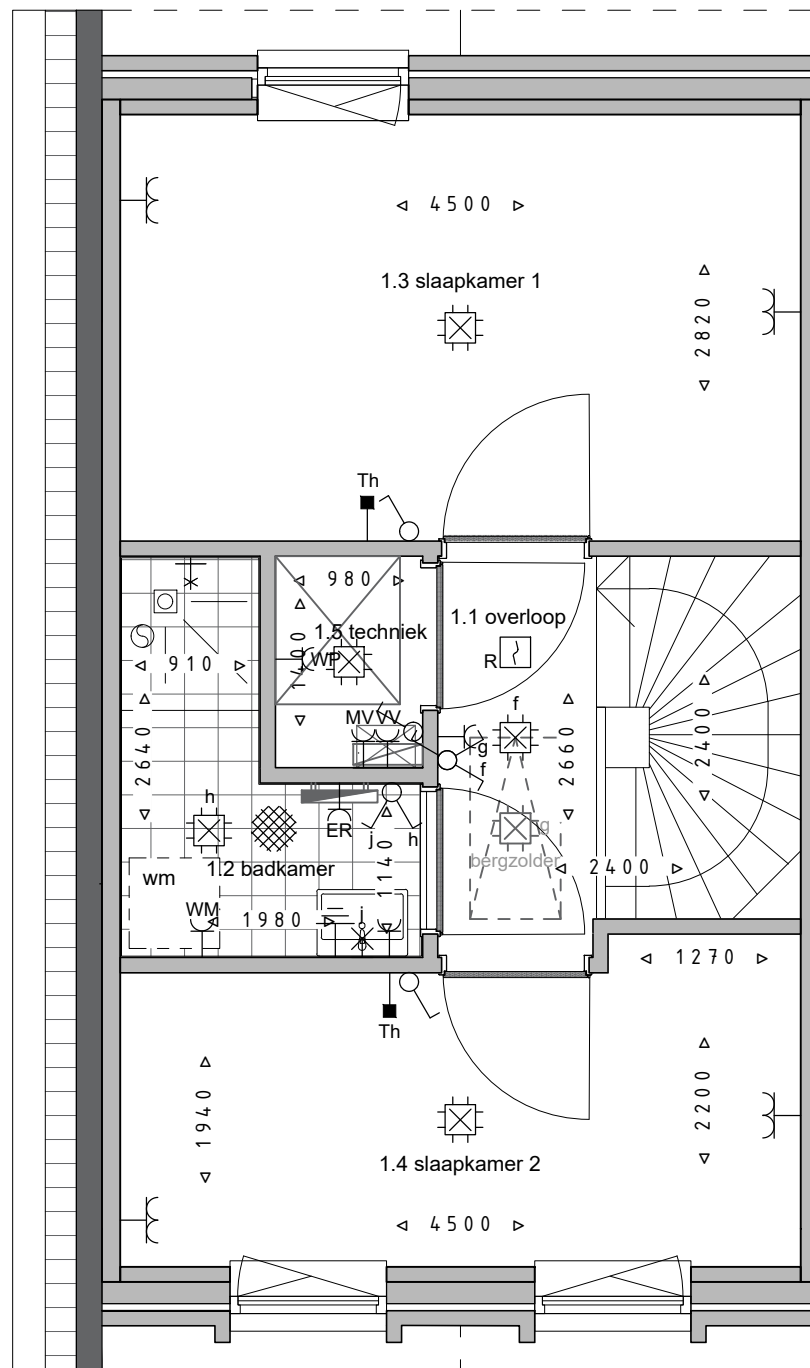 4500
1.3 slaapkamer 1
2820
Th
980
1.1 overloop
1400
1.5 techniek
R
WP
910
f
MV VV
g
f
2640
2660
2400
h
ER
j
h
g
1140
bergzolder
2400
1.2 badkamer
wm
WM
1980
j
1270
Th
1940
2200
1.4 slaapkamer 2
4500